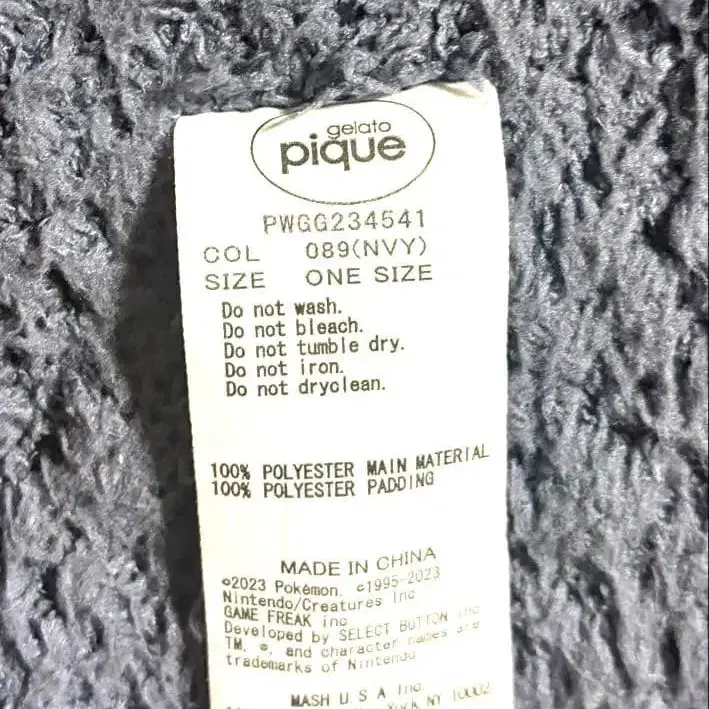 gelato
pique
PWGG234541
COL 089(NVY)
SIZE ONE SIZE
Do not wash.
Do not bleach.
Do not tumble dry.
Do not iron.
Do not dryclean.
100% POLYESTER MAIN MATERIAL
100% POLYESTER PADDING
MADE IN CHINA
©2023 Pokémon. ©1995-2023
Nintendo/Creatures Inc.
GAME FREAK inc.
Developed by SELECT BUTTON inc
TM, ®, and character names are
trademarks of Nintendo
MASH U.S.A Inc
York NY 10002